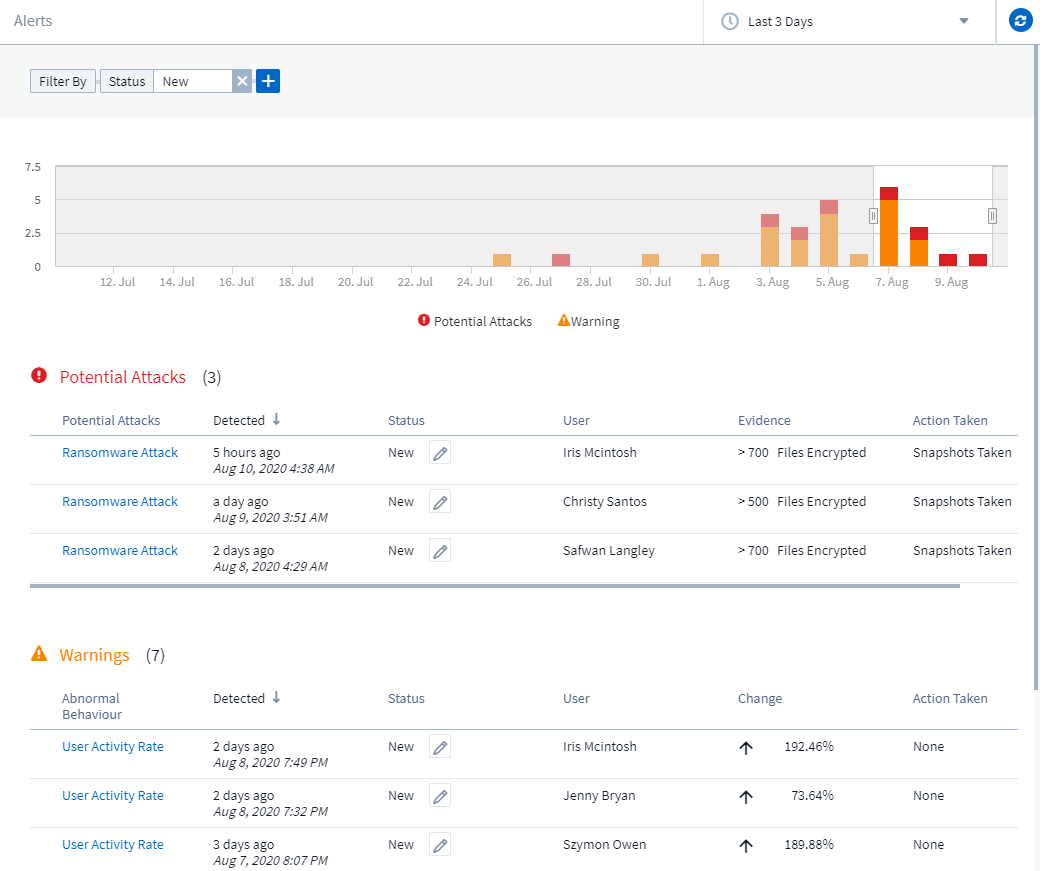 Alerts
Last 3 Days
Filter By Status New
7.5
5
2.5
0
12. Jul 14. Jul 16. Jul 18. Jul 20. Jul 22. Jul 24. Jul 26. Jul 28. Jul 30. Jul 1. Aug 3. Aug 5. Aug 7. Aug 9. Aug
Potential Attacks Warning
Potential Attacks (3)
Potential Attacks Detected ↓ Status User Evidence Action Taken
Ransomware Attack 5 hours ago New Iris Mcintosh > 700 Files Encrypted Snapshots Taken
Aug 10, 2020 4:38 AM
Ransomware Attack a day ago New Christy Santos > 500 Files Encrypted Snapshots Taken
Aug 9, 2020 3:51 AM
Ransomware Attack 2 days ago New Safwan Langley > 700 Files Encrypted Snapshots Taken
Aug 8, 2020 4:29 AM
Warnings (7)
Abnormal Behaviour Detected ↓ Status User Change Action Taken
User Activity Rate 2 days ago New Iris Mcintosh ↑ 192.46% None
Aug 8, 2020 7:49 PM
User Activity Rate 2 days ago New Jenny Bryan ↑ 73.64% None
Aug 8, 2020 7:32 PM
User Activity Rate 3 days ago New Szymon Owen ↑ 189.88% None
Aug 7, 2020 8:07 PM